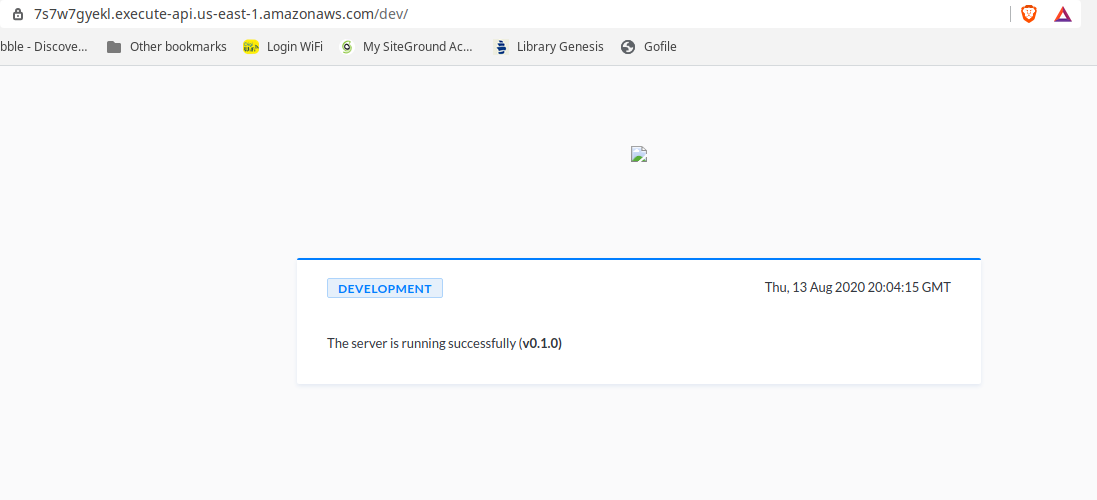 7s7w7gyekl.execute-api.us-east-1.amazonaws.com/dev/
bble - Discove... Other bookmarks Login WiFi My SiteGround Ac... Library Genesis Gofile
DEVELOPMENT Thu, 13 Aug 2020 20:04:15 GMT
The server is running successfully (v0.1.0)